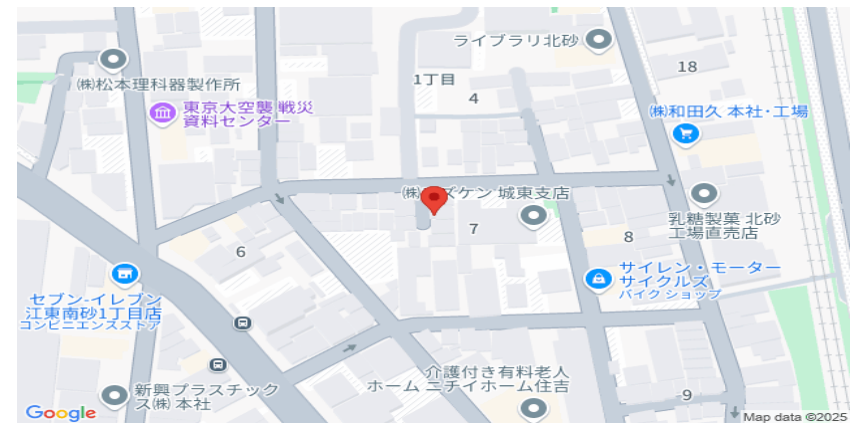 ライブラリ北砂
18
(株)松本理科器製作所
1丁目
4
東京大空襲 戦災
資料センター
(株)和田久 本社・工場
(株)
ズケン 城東支店
乳糖製菓 北砂
工場直売店
7
8
6
サイレン・モーター
サイクルズ
バイク ショップ
セブン-イレブン
江東南砂1丁目店
コンビニエンスストア
介護付き有料老人
ホーム ニチイホーム住吉
新興プラスチック
ス(株) 本社
9
Google
Map data ©2025